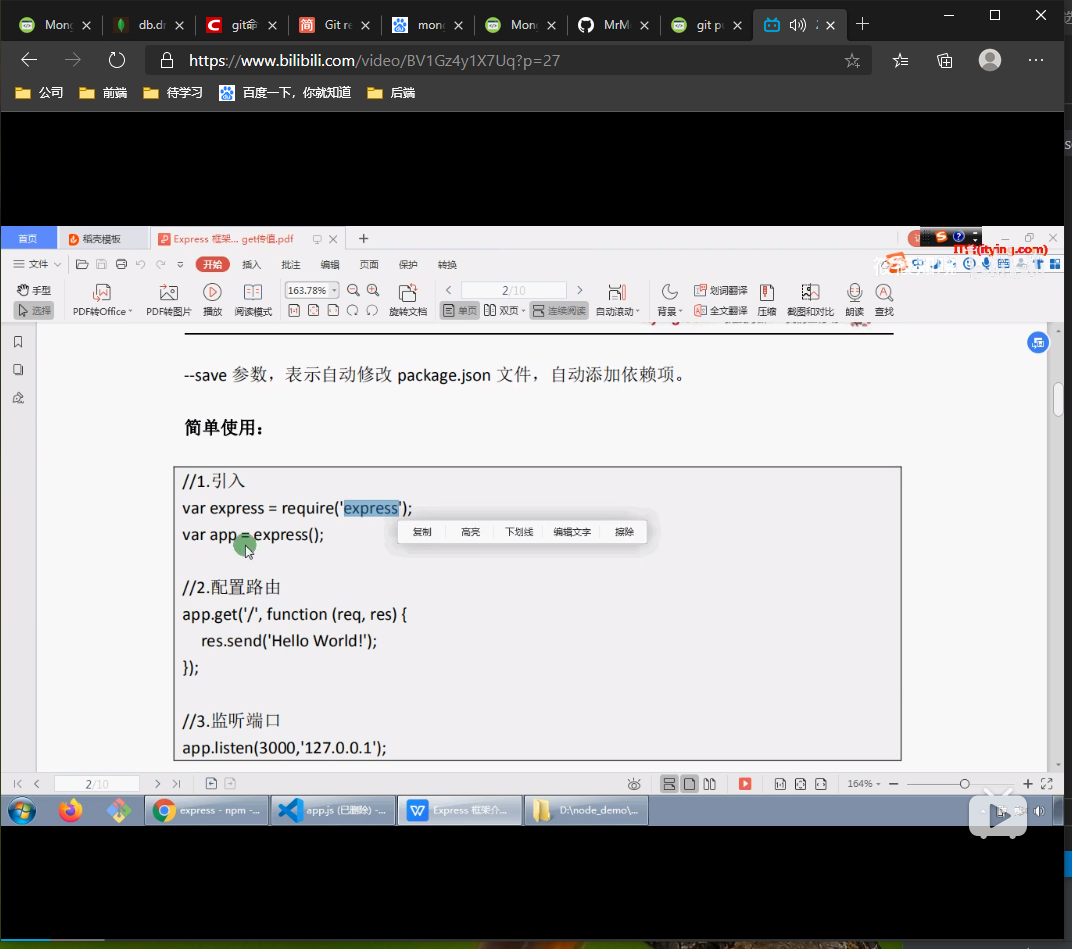 Mong
db.dr
git命
Git re
mong
Mong
MrM
git pu
https://www.bilibili.com/video/BV1Gz4y1X7Uq?p=27
公司
前端
待学习
百度一下，你就知道
后端
首页
稻壳模板
Express 框架... get传值.pdf
文件
开始
插入
批注
编辑
页面
保护
转换
手型
选择
PDF转Office
PDF转图片
播放
阅读模式
163.78%
旋转文档
2/10
单页
双页
连续阅读
自动滚动
背景
划词翻译
全文翻译
压缩
截图和对比
朗读
查找
--save 参数，表示自动修改 package.json 文件，自动添加依赖项。
简单使用：
//1.引入
var express = require('express');
var app = express();
复制
高亮
下划线
编辑文字
擦除
//2.配置路由
app.get('/', function (req, res) {
res.send('Hello World!');
});
//3.监听端口
app.listen(3000,'127.0.0.1');
2/10
164%
express - npm -...
app.js (已删除) -...
Express 框架介...
D:\node_demo\...